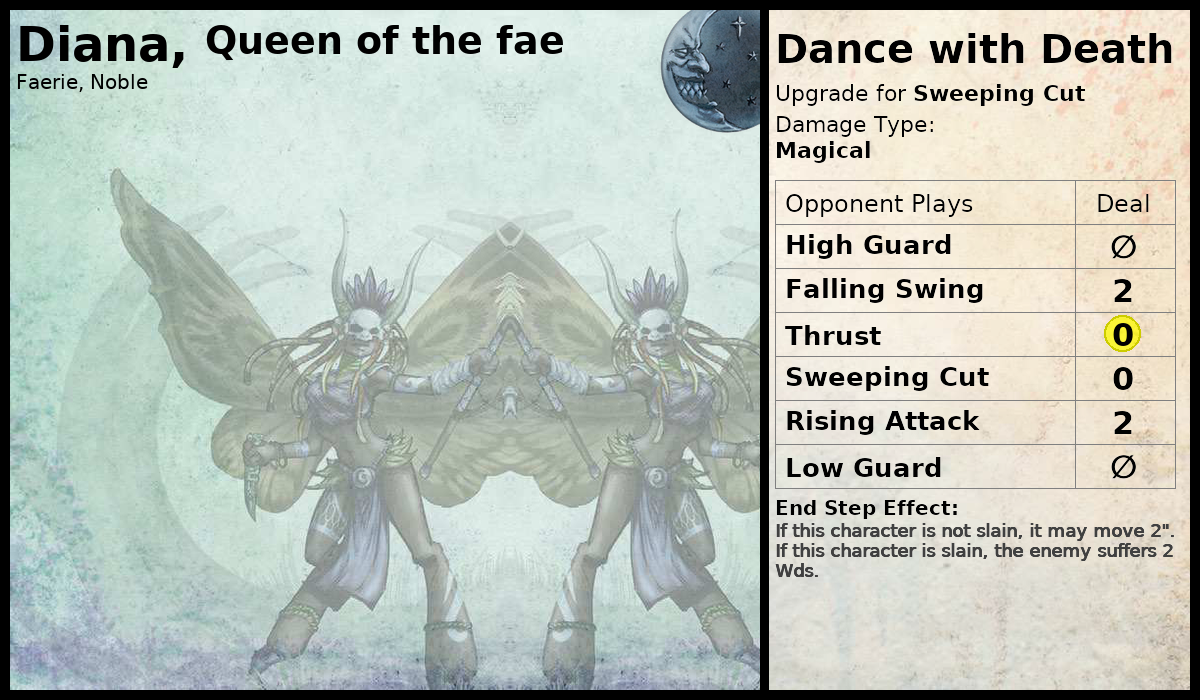 Diana, Queen of the fae
Faerie, Noble
Dance with Death
Upgrade for Sweeping Cut
Damage Type:
Magical
Opponent Plays Deal
High Guard ∅
Falling Swing 2
Thrust 0
Sweeping Cut 0
Rising Attack 2
Low Guard ∅
End Step Effect:
If this character is not slain, it may move 2".
If this character is slain, the enemy suffers 2
Wds.